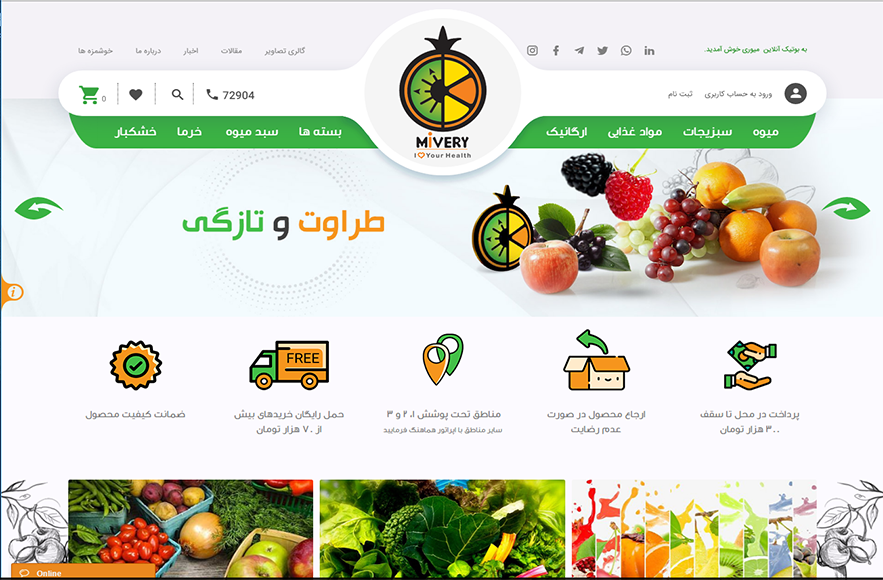 به بوتیک آنلاین میوری خوش آمدید.
گالری تصاویر
مقالات
اخبار
درباره ما
خوشمزه ها
ورود به حساب کاربری
ثبت نام
72904
0
MiVERY
I Your Health
میوه
سبزیجات
مواد غذایی
ارگانیک
بسته ها
سبد میوه
خرما
خشکبار
طراوت و تازگی
i
FREE
پرداخت در محل تا سقف
۳۰۰ هزار تومان
ارجاع محصول در صورت
عدم رضایت
مناطق تحت پوشش ۱، ۲ و ۳
سایر مناطق با اپراتور هماهنگ فرمایید
حمل رایگان خریدهای بیش
از ۷۰ هزار تومان
ضمانت کیفیت محصول
Online